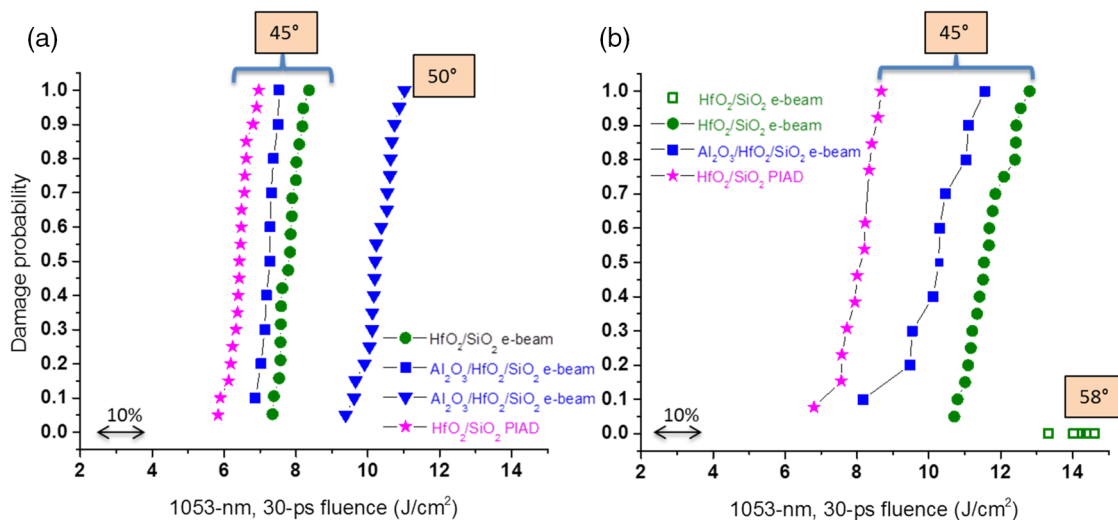 (a)
45°
50°
1.0
0.9
0.8
0.7
0.6
0.5
0.4
0.3
0.2
0.1
0.0
Damage probability
HfO₂/SiO₂ e-beam
Al₂O₃/HfO₂/SiO₂ e-beam
Al₂O₃/HfO₂/SiO₂ e-beam
HfO₂/SiO₂ PIAD
10%
4 6 8 10 12 14
1053-nm, 30-ps fluence (J/cm²)
(b)
45°
1.0
0.9
0.8
0.7
0.6
0.5
0.4
0.3
0.2
0.1
0.0
HfO₂/SiO₂ e-beam
HfO₂/SiO₂ e-beam
Al₂O₃/HfO₂/SiO₂ e-beam
HfO₂/SiO₂ PIAD
58°
10%
4 6 8 10 12 14
1053-nm, 30-ps fluence (J/cm²)